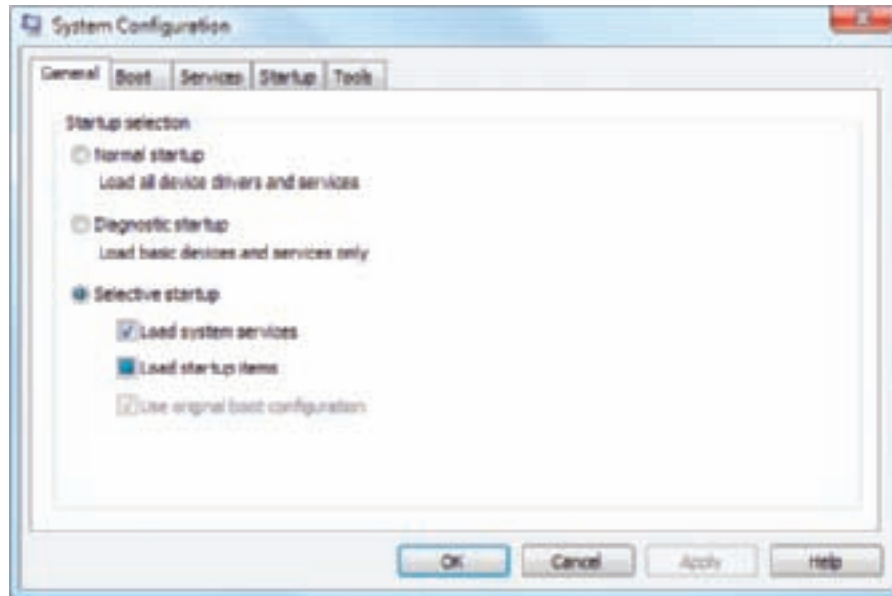 System Configuration
General Boot Services Startup Tools
Startup selection
Normal startup
Load all device drivers and services
Diagnostic startup
Load basic devices and services only
Selective startup
Load system services
Load startup items
Use original boot configuration
OK Cancel Apply Help